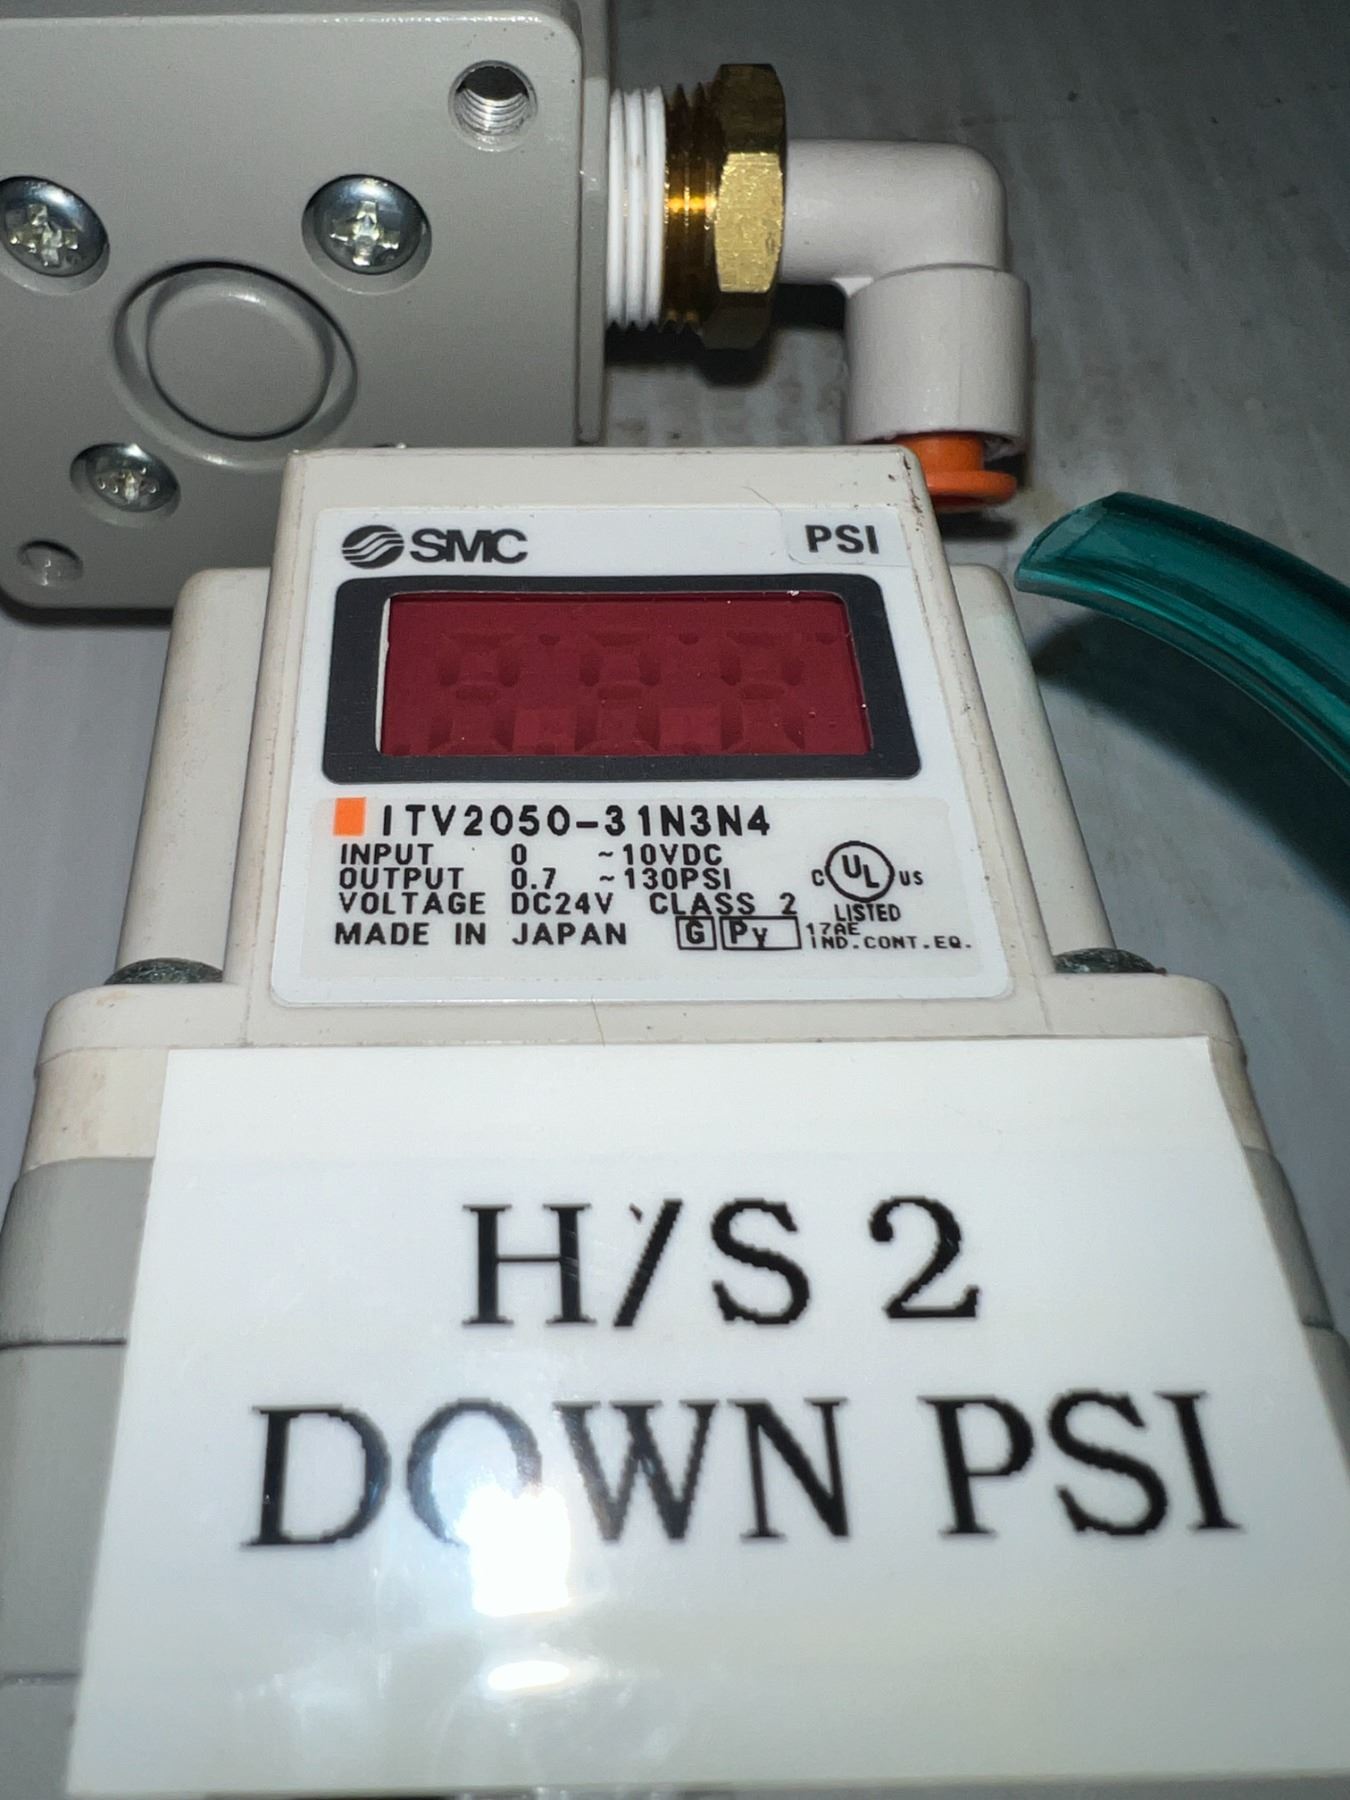 SMC PSI
ITV2050-31N3N4
INPUT 0 ~10VDC
OUTPUT 0.7 ~130PSI
VOLTAGE DC24V CLASS 2
MADE IN JAPAN G Py
C UL US
LISTED
17AE
IND.CONT.EQ.
H/S 2
DOWN PSI